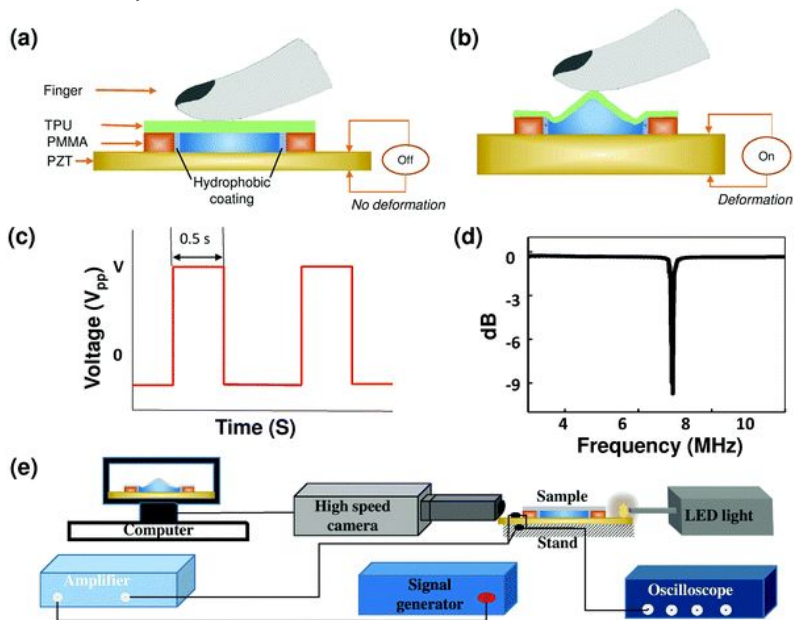 (a)
Finger
TPU
PMMA
PZT
Hydrophobic
coating
Off
No deformation
(b)
On
Deformation
(c)
0.5 s
V
0
Voltage (Vpp)
Time (S)
(d)
0
-3
-6
-9
dB
4 6 8 10
Frequency (MHz)
(e)
Computer
High speed
camera
Sample
Stand
LED light
Amplifier
Signal
generator
Oscilloscope